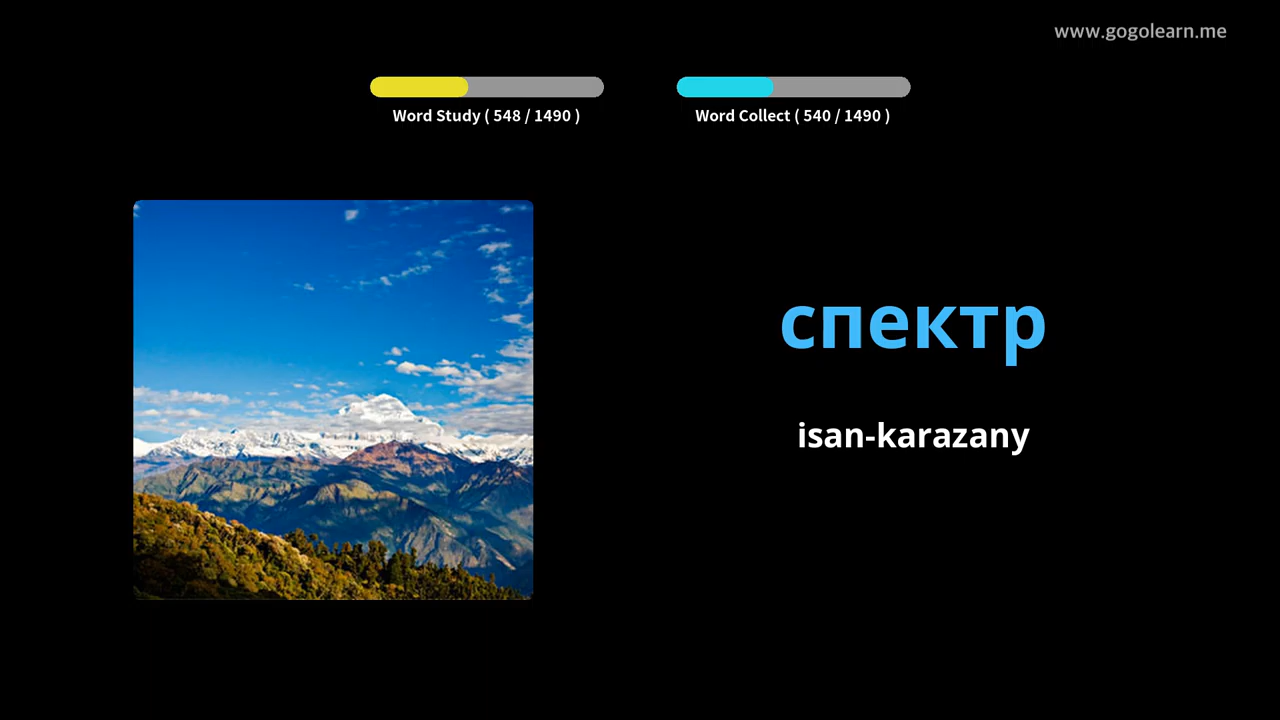 www.gogolearn.me
Word Study ( 548 / 1490 )
Word Collect ( 540 / 1490 )
спектр
isan-karazany